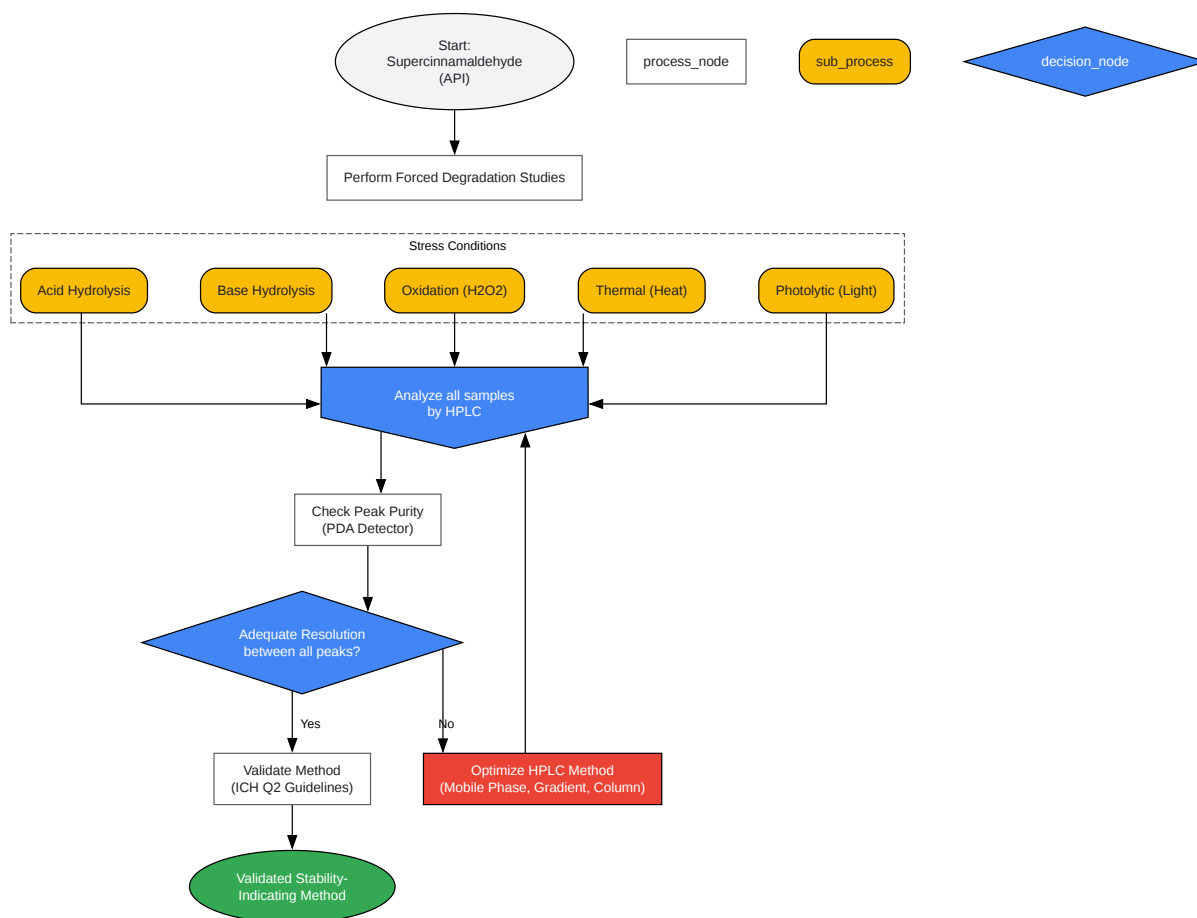 Start:
Supercinnamaldehyde
(API)
process_node
sub_process
decision_node
Perform Forced Degradation Studies
Stress Conditions
Acid Hydrolysis
Base Hydrolysis
Oxidation (H2O2)
Thermal (Heat)
Photolytic (Light)
Analyze all samples
by HPLC
Check Peak Purity
(PDA Detector)
Adequate Resolution
between all peaks?
Yes
No
Validate Method
(ICH Q2 Guidelines)
Optimize HPLC Method
(Mobile Phase, Gradient, Column)
Validated Stability-
Indicating Method